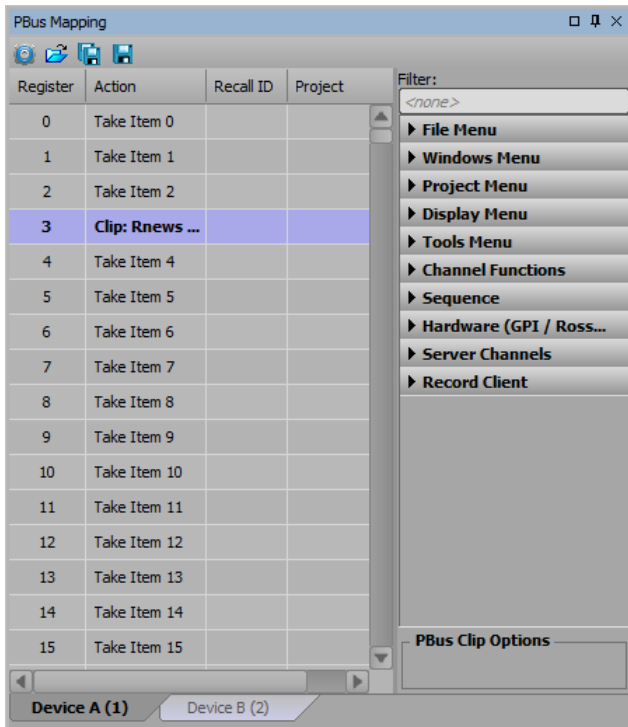 PBus Mapping
Register Action Recall ID Project
0 Take Item 0
1 Take Item 1
2 Take Item 2
3 Clip: Rnews ...
4 Take Item 4
5 Take Item 5
6 Take Item 6
7 Take Item 7
8 Take Item 8
9 Take Item 9
10 Take Item 10
11 Take Item 11
12 Take Item 12
13 Take Item 13
14 Take Item 14
15 Take Item 15
Filter:
<none>
File Menu
Windows Menu
Project Menu
Display Menu
Tools Menu
Channel Functions
Sequence
Hardware (GPI / Ross...
Server Channels
Record Client
PBus Clip Options
Device A (1) Device B (2)